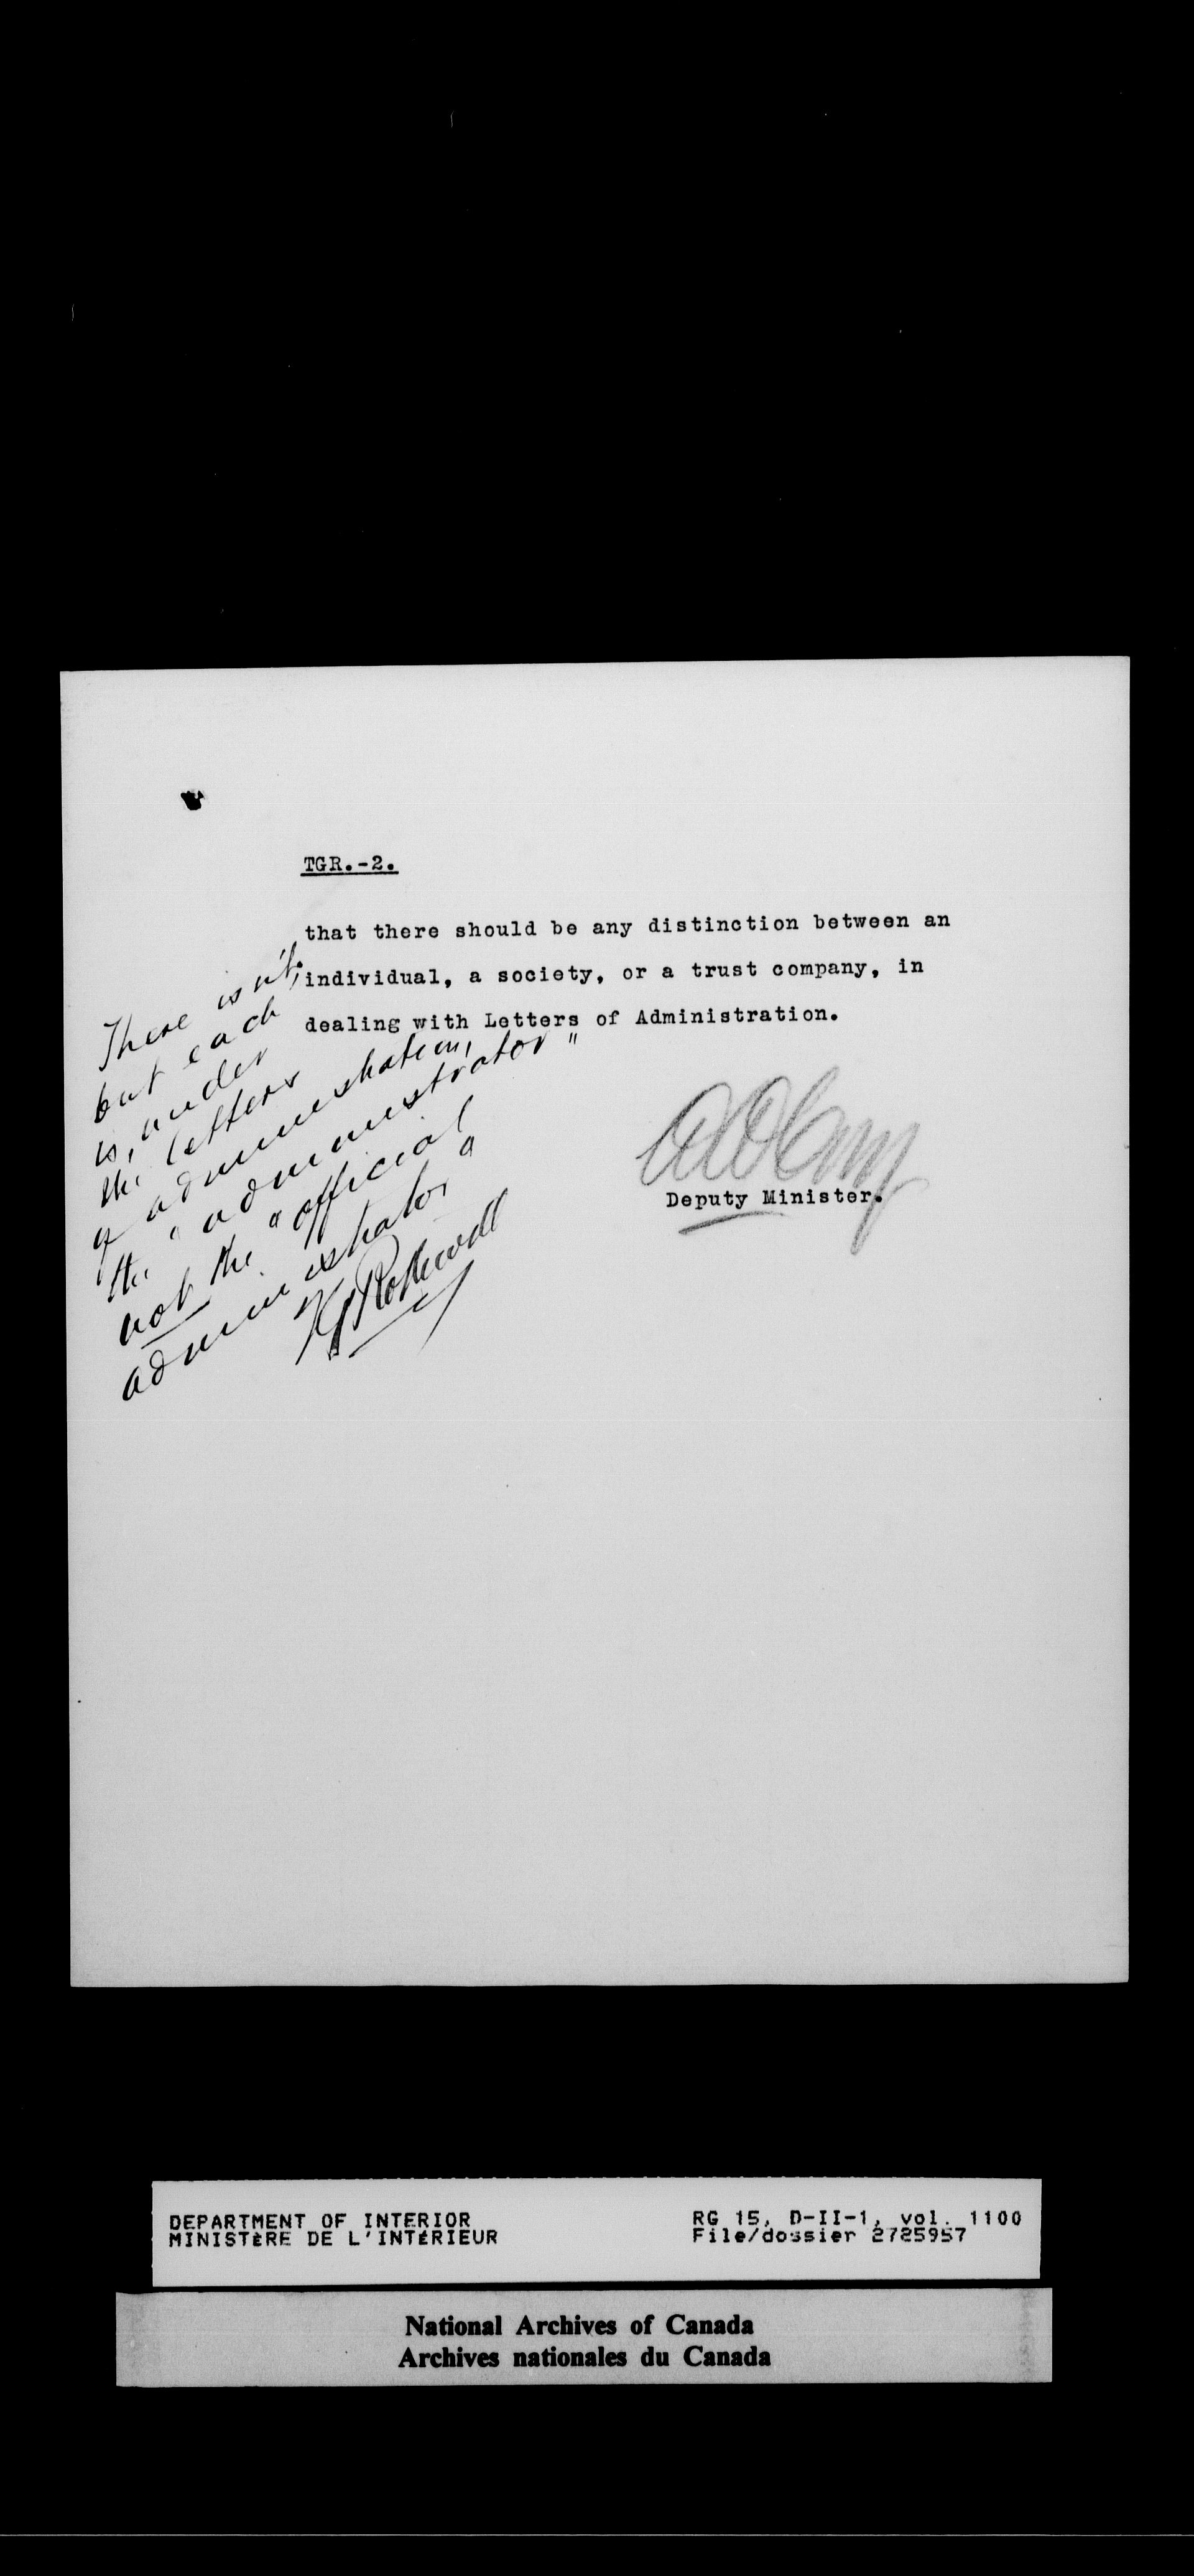 TGR.-2.
that there should be any distinction between an
individual, a society, or a trust company, in
dealing with Letters of Administration.
Deputy Minister.
There isn't;
but each
is, under
the letters
of administration,
the "administrator"
not the "official
administrator"
DEPARTMENT OF INTERIOR
MINISTÈRE DE L'INTÉRIEUR
RG 15, D-II-1, vol. 1100
File/dossier 2725957
National Archives of Canada
Archives nationales du Canada